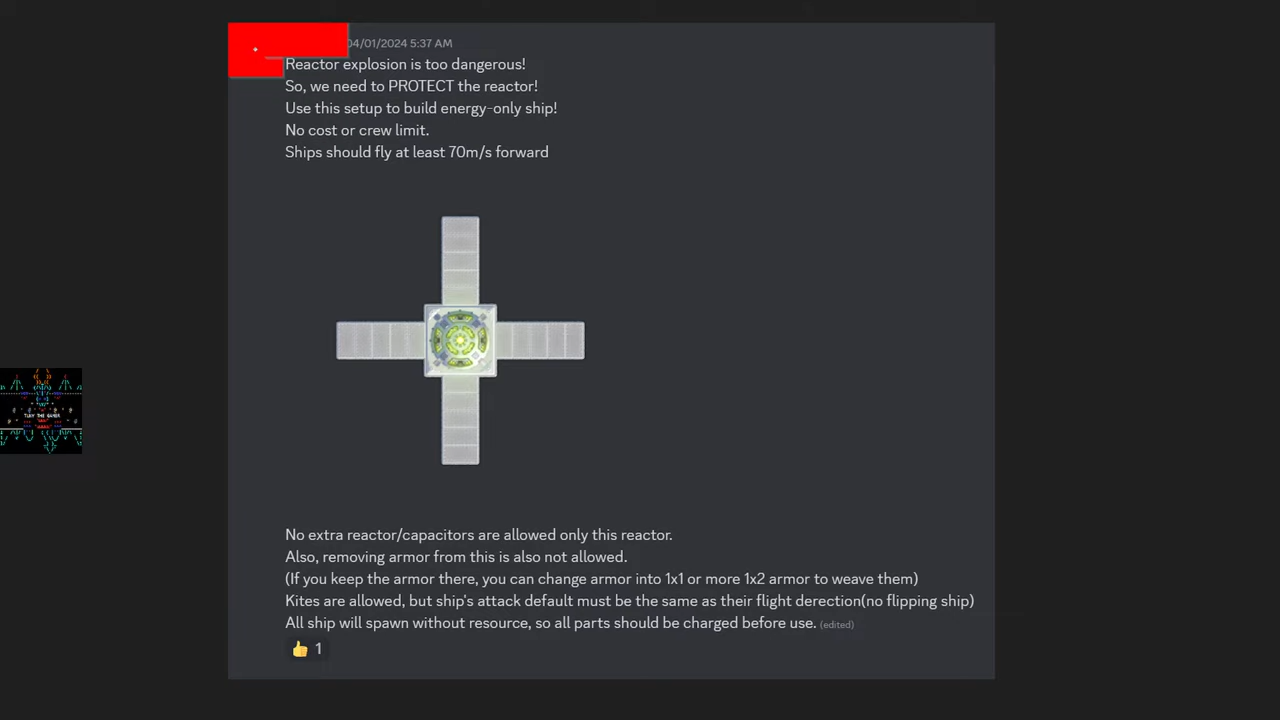 04/01/2024 5:37 AM
Reactor explosion is too dangerous!
So, we need to PROTECT the reactor!
Use this setup to build energy-only ship!
No cost or crew limit.
Ships should fly at least 70m/s forward
No extra reactor/capacitors are allowed only this reactor.
Also, removing armor from this is also not allowed.
(If you keep the armor there, you can change armor into 1x1 or more 1x2 armor to weave them)
Kites are allowed, but ship's attack default must be the same as their flight derection(no flipping ship)
All ship will spawn without resource, so all parts should be charged before use. (edited)
1